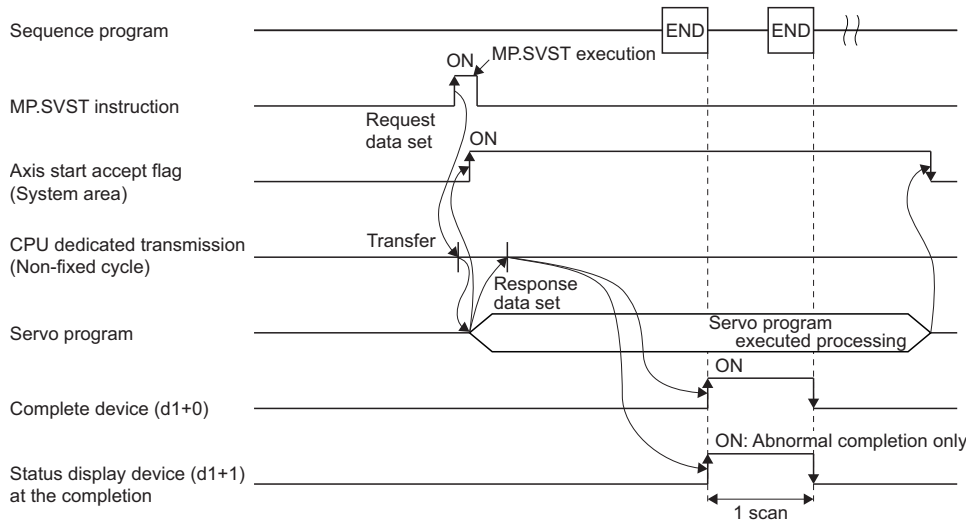 Sequence program
END
END
ON
MP.SVST execution
MP.SVST instruction
Request
data set
ON
Axis start accept flag
(System area)
CPU dedicated transmission
(Non-fixed cycle)
Transfer
Response
data set
Servo program
Servo program
executed processing
ON
Complete device (d1+0)
ON: Abnormal completion only
Status display device (d1+1)
at the completion
1 scan